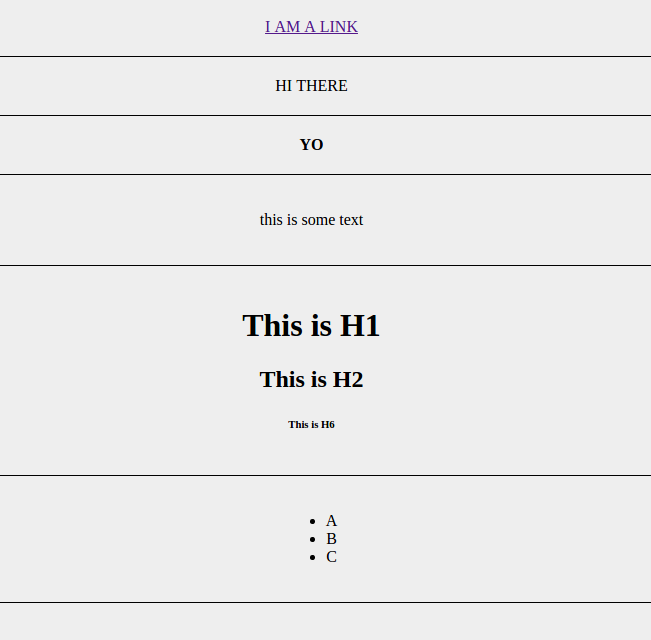 I AM A LINK
HI THERE
YO
this is some text
This is H1
This is H2
This is H6
• A
• B
• C